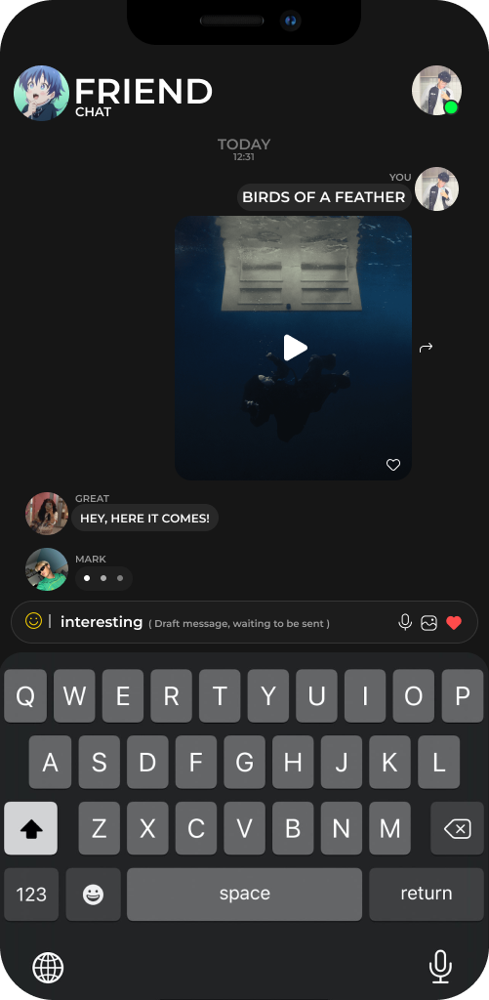 FRIEND
CHAT
TODAY
12:31
YOU
BIRDS OF A FEATHER
GREAT
HEY, HERE IT COMES!
MARK
interesting ( Draft message, waiting to be sent )
Q W E R T Y U I O P
A S D F G H J K L
Z X C V B N M
123 space return